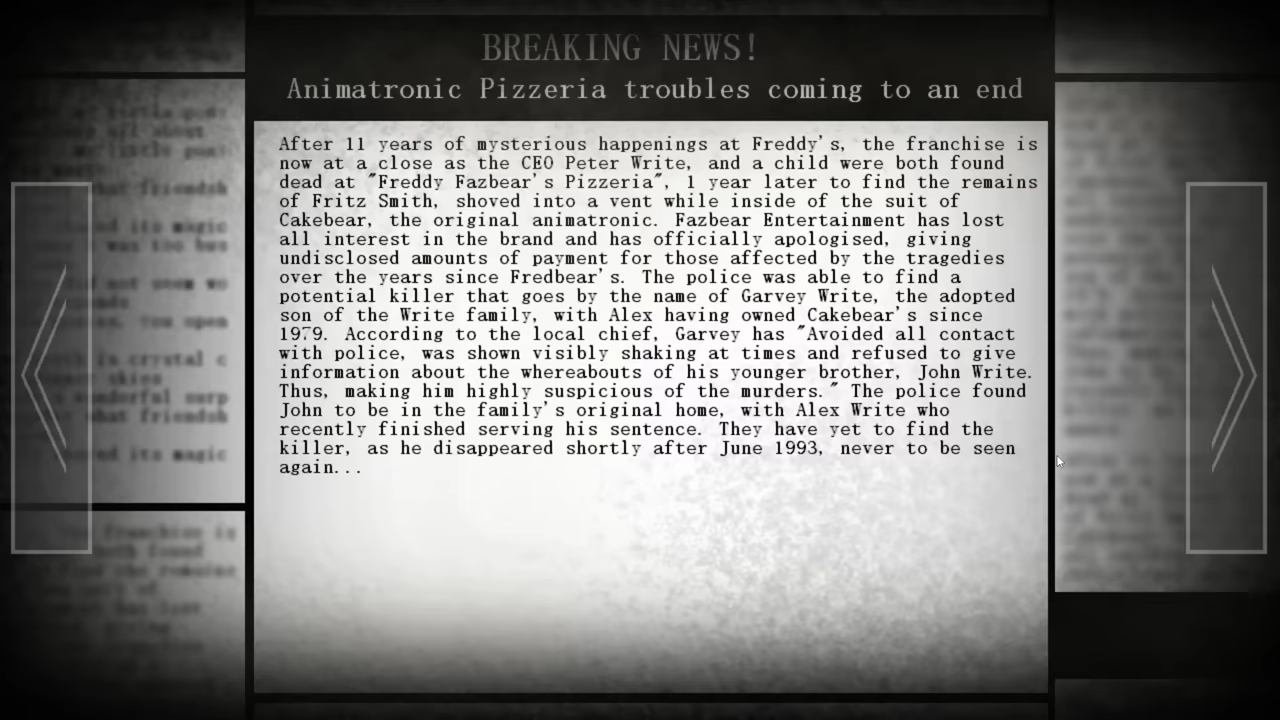 BREAKING NEWS!
Animatronic Pizzeria troubles coming to an end
After 11 years of mysterious happenings at Freddy's, the franchise is
now at a close as the CEO Peter Write, and a child were both found
dead at "Freddy Fazbear's Pizzeria", 1 year later to find the remains
of Fritz Smith, shoved into a vent while inside of the suit of
Cakebear, the original animatronic. Fazbear Entertainment has lost
all interest in the brand and has officially apologised, giving
undisclosed amounts of payment for those affected by the tragedies
over the years since Fredbear's. The police was able to find a
potential killer that goes by the name of Garvey Write, the adopted
son of the Write family, with Alex having owned Cakebear's since
1979. According to the local chief, Garvey has "Avoided all contact
with police, was shown visibly shaking at times and refused to give
information about the whereabouts of his younger brother, John Write.
Thus, making him highly suspicious of the murders." The police found
John to be in the family's original home, with Alex Write who
recently finished serving his sentence. They have yet to find the
killer, as he disappeared shortly after June 1993, never to be seen
again...